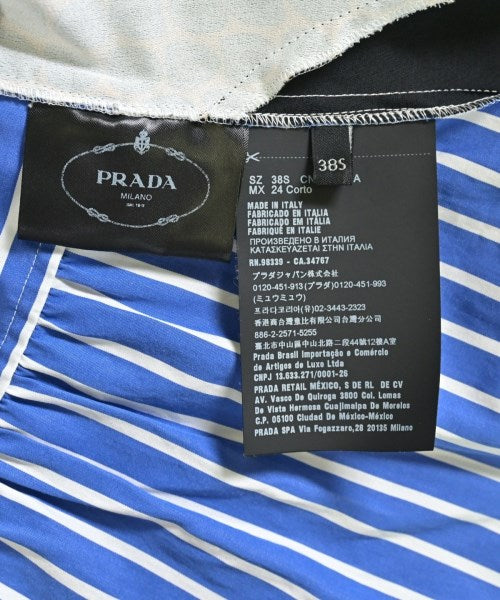 PRADA
MILANO
38S
SZ 38S CN
MX 24 Corto
MADE IN ITALY
FABRICADO EN ITALIA
FABRICADO EM ITÁLIA
FABRIQUÉ EN ITALIE
ПРОИЗВЕДЕНО В ИТАЛИЯ
ΚΑΤΑΣΚΕΥΑΖΕΤΑΙ ΣΤΗΝ ΙΤΑΛΙΑ
RN.98339 - CA.34767
プラダジャパン株式会社
0120-451-913(プラダ)0120-451-993
(ミュウミュウ)
프라다코리아(유) 02-3443-2323
香港商台灣普比有限公司台灣分公司
886-2-2571-5255
臺北市中山區中山北路二段44號12樓A室
Prada Brasil Importação e Comércio
de Artigos de Luxo Ltda
CNPJ 13.633.271/0001-26
PRADA RETAIL MÉXICO, S DE RL DE CV
AV. Vasco De Quiroga 3800 Col. Lomas
De Vista Hermosa Cuajimalpa De Morelos
C.P. 05100 Ciudad De México-México
PRADA SPA Via Fogazzaro, 28 20135 Milano